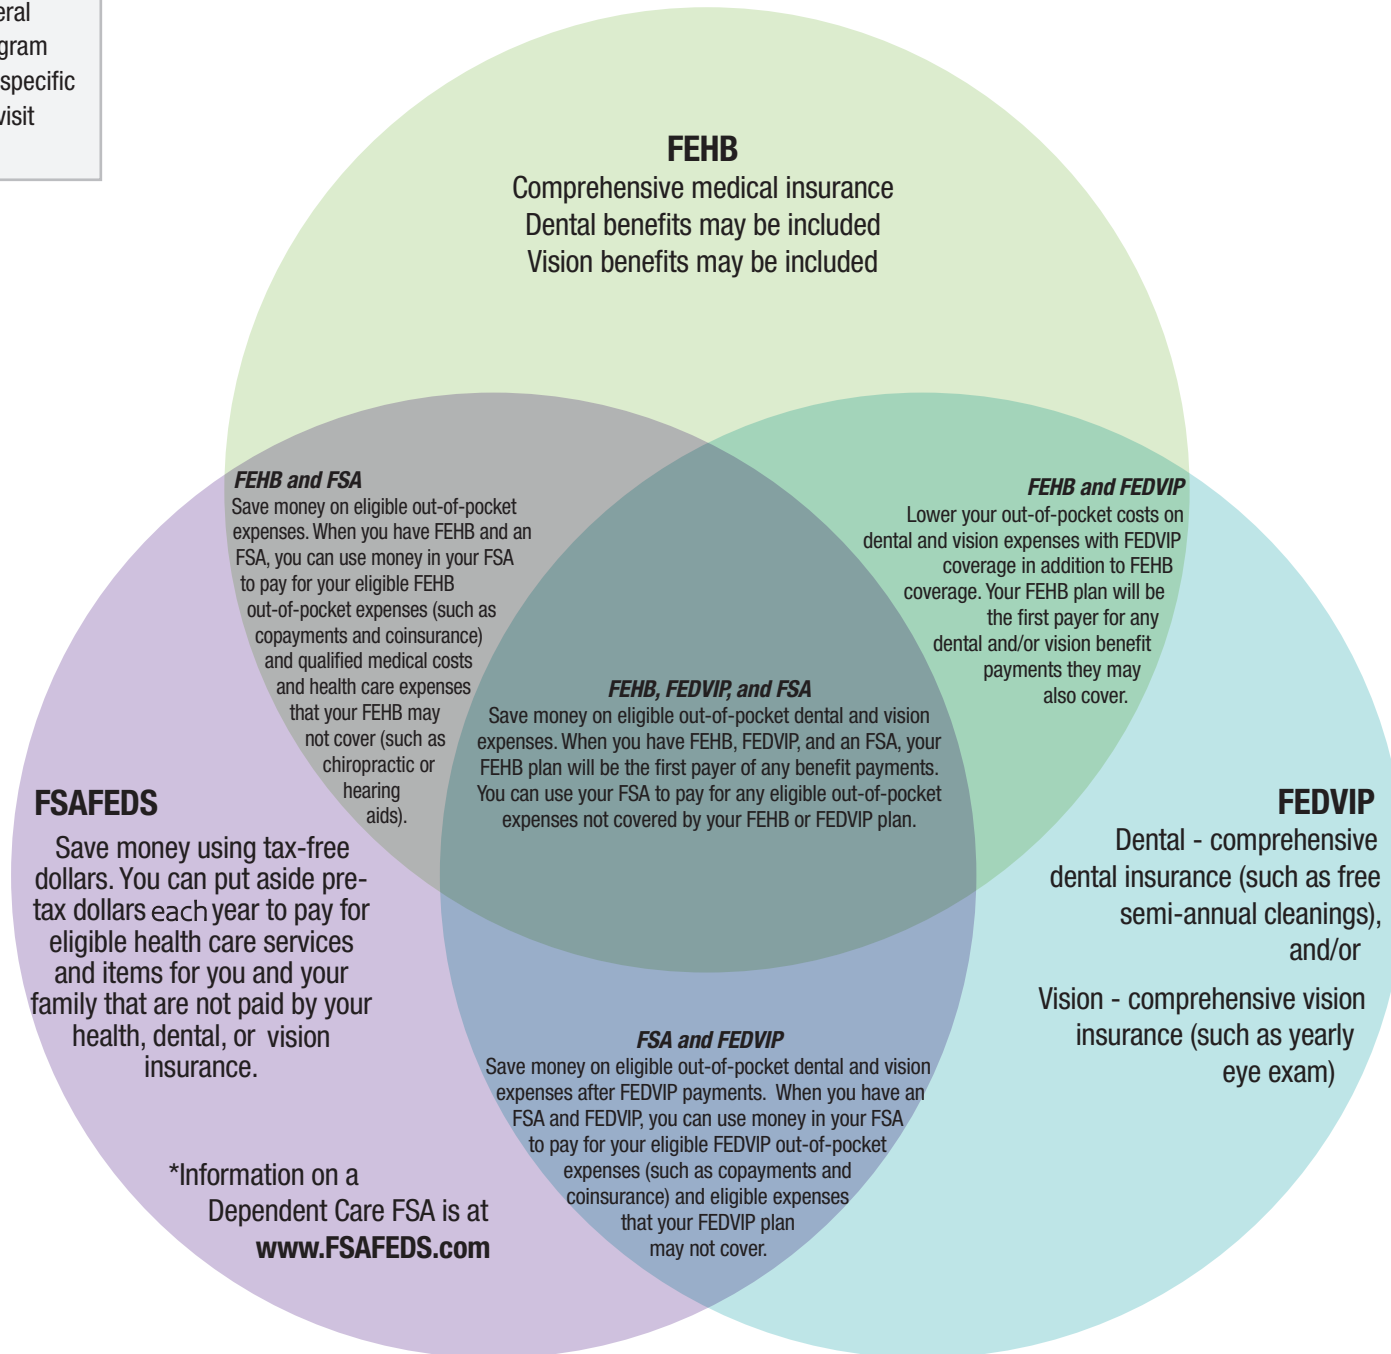 eral
gram
specific
visit
FEHB
Comprehensive medical insurance
Dental benefits may be included
Vision benefits may be included
FEHB and FSA
Save money on eligible out-of-pocket
expenses. When you have FEHB and an
FSA, you can use money in your FSA
to pay for your eligible FEHB
out-of-pocket expenses (such as
copayments and coinsurance)
and qualified medical costs
and health care expenses
that your FEHB may
not cover (such as
chiropractic or
hearing
aids).
FEHB and FEDVIP
Lower your out-of-pocket costs on
dental and vision expenses with FEDVIP
coverage in addition to FEHB
coverage. Your FEHB plan will be
the first payer for any
dental and/or vision benefit
payments they may
also cover.
FEHB, FEDVIP, and FSA
Save money on eligible out-of-pocket dental and vision
expenses. When you have FEHB, FEDVIP, and an FSA, your
FEHB plan will be the first payer of any benefit payments.
You can use your FSA to pay for any eligible out-of-pocket
expenses not covered by your FEHB or FEDVIP plan.
FSAFEDS
Save money using tax-free
dollars. You can put aside pre-
tax dollars each year to pay for
eligible health care services
and items for you and your
family that are not paid by your
health, dental, or vision
insurance.
*Information on a
Dependent Care FSA is at
www.FSAFEDS.com
FEDVIP
Dental - comprehensive
dental insurance (such as free
semi-annual cleanings),
and/or
Vision - comprehensive vision
insurance (such as yearly
eye exam)
FSA and FEDVIP
Save money on eligible out-of-pocket dental and vision
expenses after FEDVIP payments. When you have an
FSA and FEDVIP, you can use money in your FSA
to pay for your eligible FEDVIP out-of-pocket
expenses (such as copayments and
coinsurance) and eligible expenses
that your FEDVIP plan
may not cover.